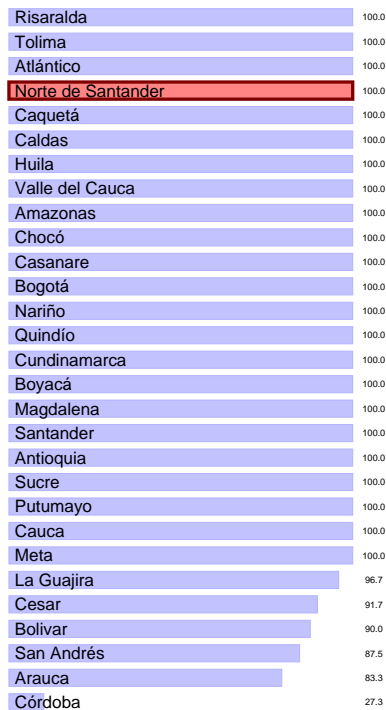 Risaralda 100.0
Tolima 100.0
Atlántico 100.0
Norte de Santander 100.0
Caquetá 100.0
Caldas 100.0
Huila 100.0
Valle del Cauca 100.0
Amazonas 100.0
Chocó 100.0
Casanare 100.0
Bogotá 100.0
Nariño 100.0
Quindío 100.0
Cundinamarca 100.0
Boyacá 100.0
Magdalena 100.0
Santander 100.0
Antioquia 100.0
Sucre 100.0
Putumayo 100.0
Cauca 100.0
Meta 100.0
La Guajira 96.7
Cesar 91.7
Bolivar 90.0
San Andrés 87.5
Arauca 83.3
Córdoba 27.3